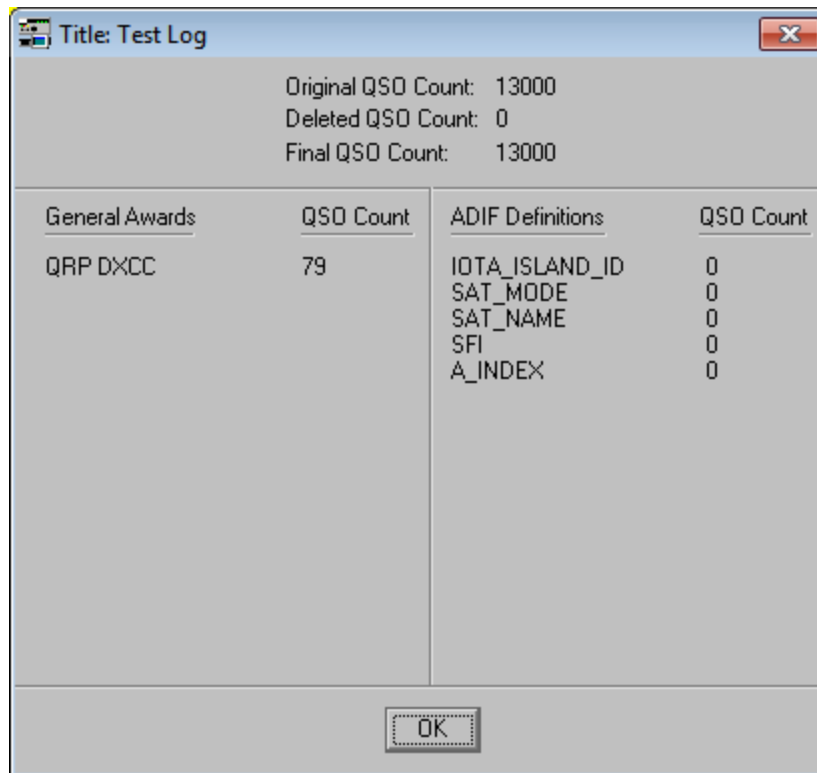 Title: Test Log
Original QSO Count: 13000
Deleted QSO Count: 0
Final QSO Count: 13000
General Awards QSO Count
QRP DXCC 79
ADIF Definitions QSO Count
IOTA_ISLAND_ID 0
SAT_MODE 0
SAT_NAME 0
SFI 0
A_INDEX 0
OK